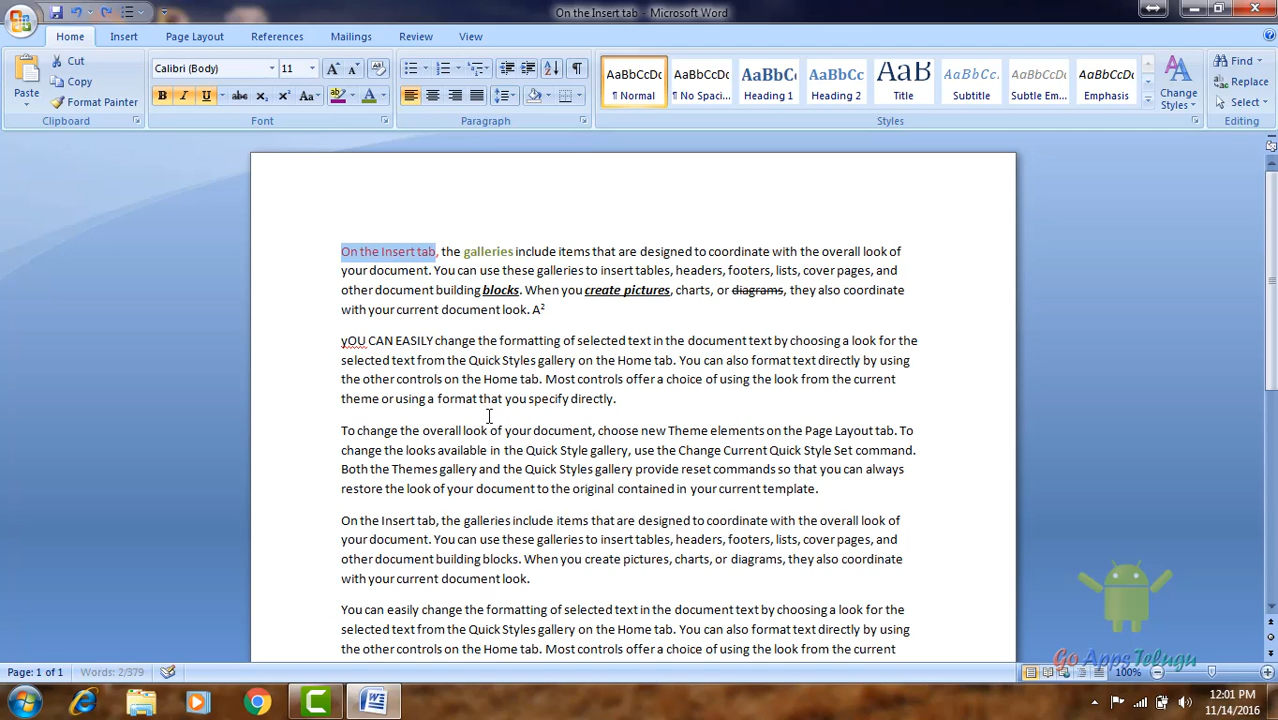 On the Insert tab - Microsoft Word
Home Insert Page Layout References Mailings Review View
Paste
Cut
Copy
Format Painter
Clipboard
Calibri (Body) 11
B I U abc x₂ x² Aa
Font
Paragraph
AaBbCcDc AaBbCcDc AaBbC AaBbCc AaB AaBbCc. AaBbCcDc AaBbCcDc
¶ Normal ¶ No Spaci... Heading 1 Heading 2 Title Subtitle Subtle Em... Emphasis
Change
Styles
Styles
Find
Replace
Select
Editing
On the Insert tab, the galleries include items that are designed to coordinate with the overall look of
your document. You can use these galleries to insert tables, headers, footers, lists, cover pages, and
other document building blocks. When you create pictures, charts, or diagrams, they also coordinate
with your current document look. A²
yOU CAN EASILY change the formatting of selected text in the document text by choosing a look for the
selected text from the Quick Styles gallery on the Home tab. You can also format text directly by using
the other controls on the Home tab. Most controls offer a choice of using the look from the current
theme or using a format that you specify directly.
To change the overall look of your document, choose new Theme elements on the Page Layout tab. To
change the looks available in the Quick Style gallery, use the Change Current Quick Style Set command.
Both the Themes gallery and the Quick Styles gallery provide reset commands so that you can always
restore the look of your document to the original contained in your current template.
On the Insert tab, the galleries include items that are designed to coordinate with the overall look of
your document. You can use these galleries to insert tables, headers, footers, lists, cover pages, and
other document building blocks. When you create pictures, charts, or diagrams, they also coordinate
with your current document look.
You can easily change the formatting of selected text in the document text by choosing a look for the
selected text from the Quick Styles gallery on the Home tab. You can also format text directly by using
the other controls on the Home tab. Most controls offer a choice of using the look from the current
Go Apps Telugu
Page: 1 of 1 Words: 2/379 100%
12:01 PM
11/14/2016